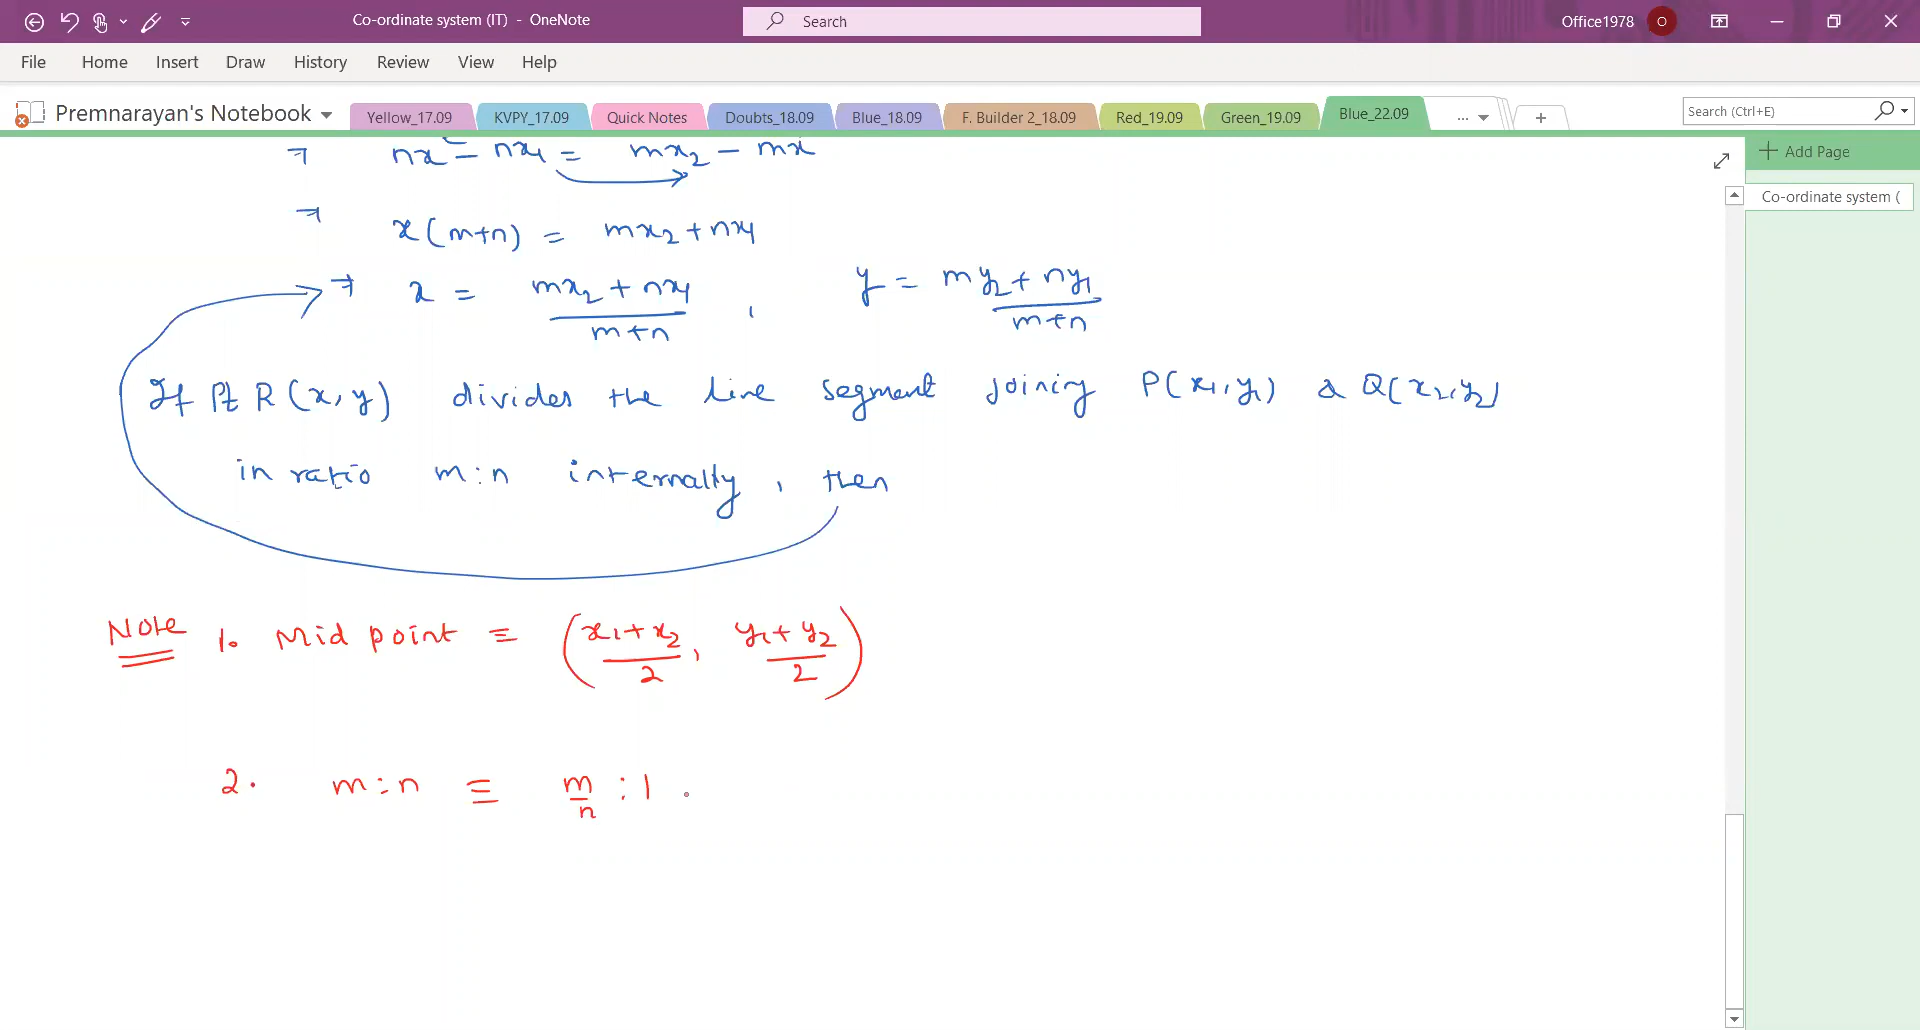 Co-ordinate system (IT) - OneNote
Search
Office1978
O
File Home Insert Draw History Review View Help
Premnarayan's Notebook
Yellow_17.09 KVPY_17.09 Quick Notes Doubts_18.09 Blue_18.09 F. Builder 2_18.09 Red_19.09 Green_19.09 Blue_22.09 ... +
Search (Ctrl+E)
Add Page
Co-ordinate system (
⇒ nx - nx1 = mx2 - mx
⇒ x(m+n) = mx2 + nx1
⇒ x = (mx2 + nx1)/(m+n) , y = (my2 + ny1)/(m+n)
If Pt R(x,y) divides the line segment joining P(x1,y1) & Q(x2,y2)
in ratio m:n internally, then
Note 1. Mid point ≡ ((x1+x2)/2, (y1+y2)/2)
2. m:n ≡ m/n : 1